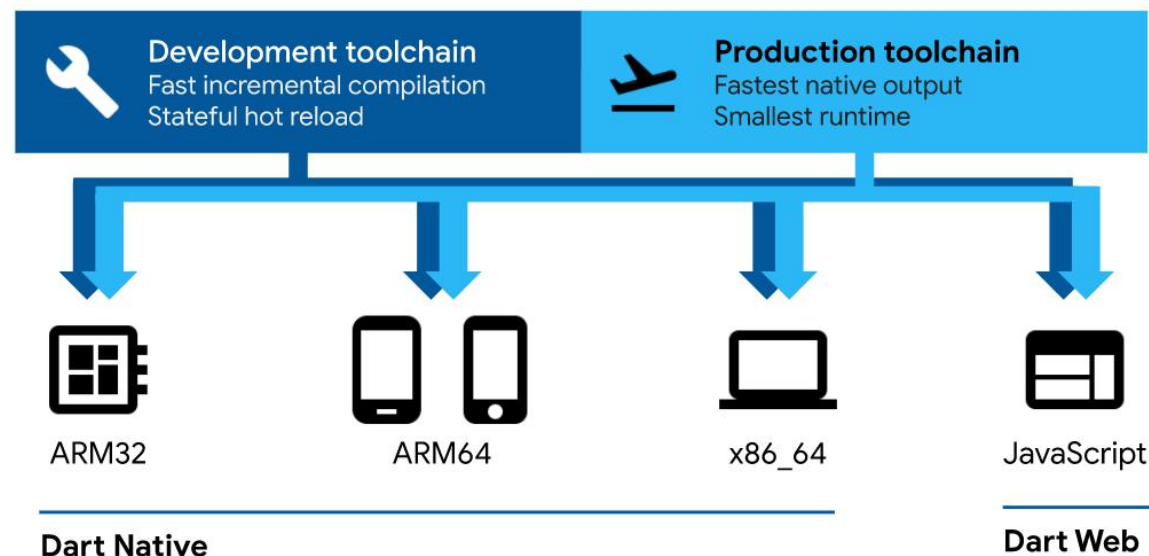 Development toolchain
Fast incremental compilation
Stateful hot reload
Production toolchain
Fastest native output
Smallest runtime
ARM32
ARM64
x86_64
JavaScript
Dart Native
Dart Web